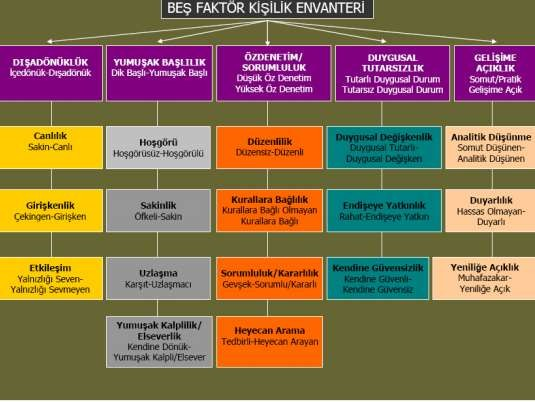 BEŞ FAKTÖR KİŞİLİK ENVANTERİ
DIŞADÖNÜKLÜK
İçedönük-Dışadönük
YUMUŞAK BAŞLILIK
Dik Başlı-Yumuşak Başlı
ÖZDENETİM/
SORUMLULUK
Düşük Öz Denetim
Yüksek Öz Denetim
DUYGUSAL
TUTARSIZLIK
Tutarlı Duygusal Durum
Tutarsız Duygusal Durum
GELİŞİME
AÇIKLIK
Somut/Pratik
Gelişime Açık
Canlılık
Sakin-Canlı
Hoşgörü
Hoşgörüsüz-Hoşgörülü
Düzenlilik
Düzensiz-Düzenli
Duygusal Değişkenlik
Duygusal Tutarlı-
Duygusal Değişken
Analitik Düşünme
Somut Düşünen-
Analitik Düşünen
Girişkenlik
Çekingen-Girişken
Sakinlik
Öfkeli-Sakin
Kurallara Bağlılık
Kurallara Bağlı Olmayan
Kurallara Bağlı
Endişeye Yatkınlık
Rahat-Endişeye Yatkın
Duyarlılık
Hassas Olmayan-
Duyarlı
Etkileşim
Yalnızlığı Seven-
Yalnızlığı Sevmeyen
Uzlaşma
Karşıt-Uzlaşmacı
Sorumluluk/Kararlılık
Gevşek-Sorumlu/Kararlı
Kendine Güvensizlik
Kendine Güvenli-
Kendine Güvensiz
Yeniliğe Açıklık
Muhafazakar-
Yeniliğe Açık
Yumuşak Kalplilik/
Elseverlik
Kendine Dönük-
Yumuşak Kalpli/Elsever
Heyecan Arama
Tedbirli-Heyecan Arayan